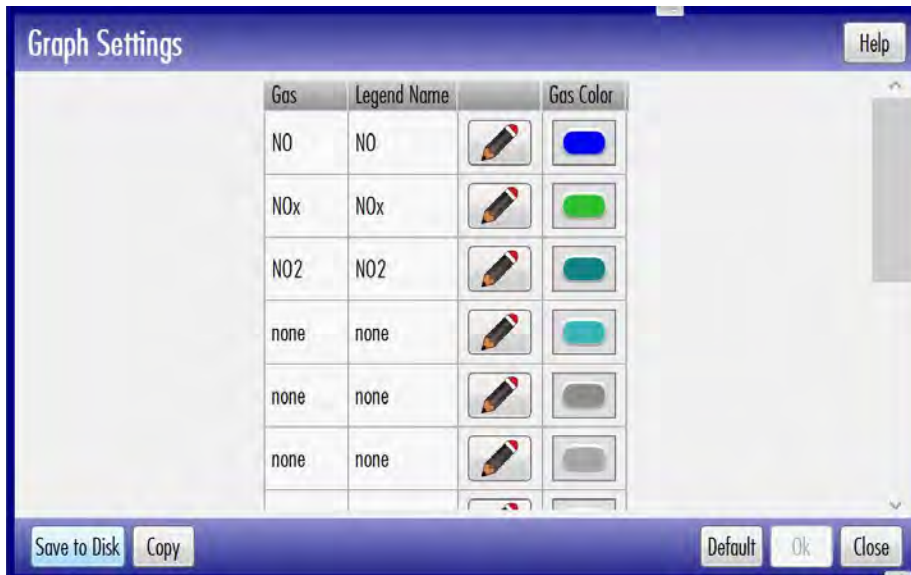 Graph Settings
Help
Gas Legend Name Gas Color
NO NO
NOx NOx
NO2 NO2
none none
none none
none none
Save to Disk Copy Default Ok Close